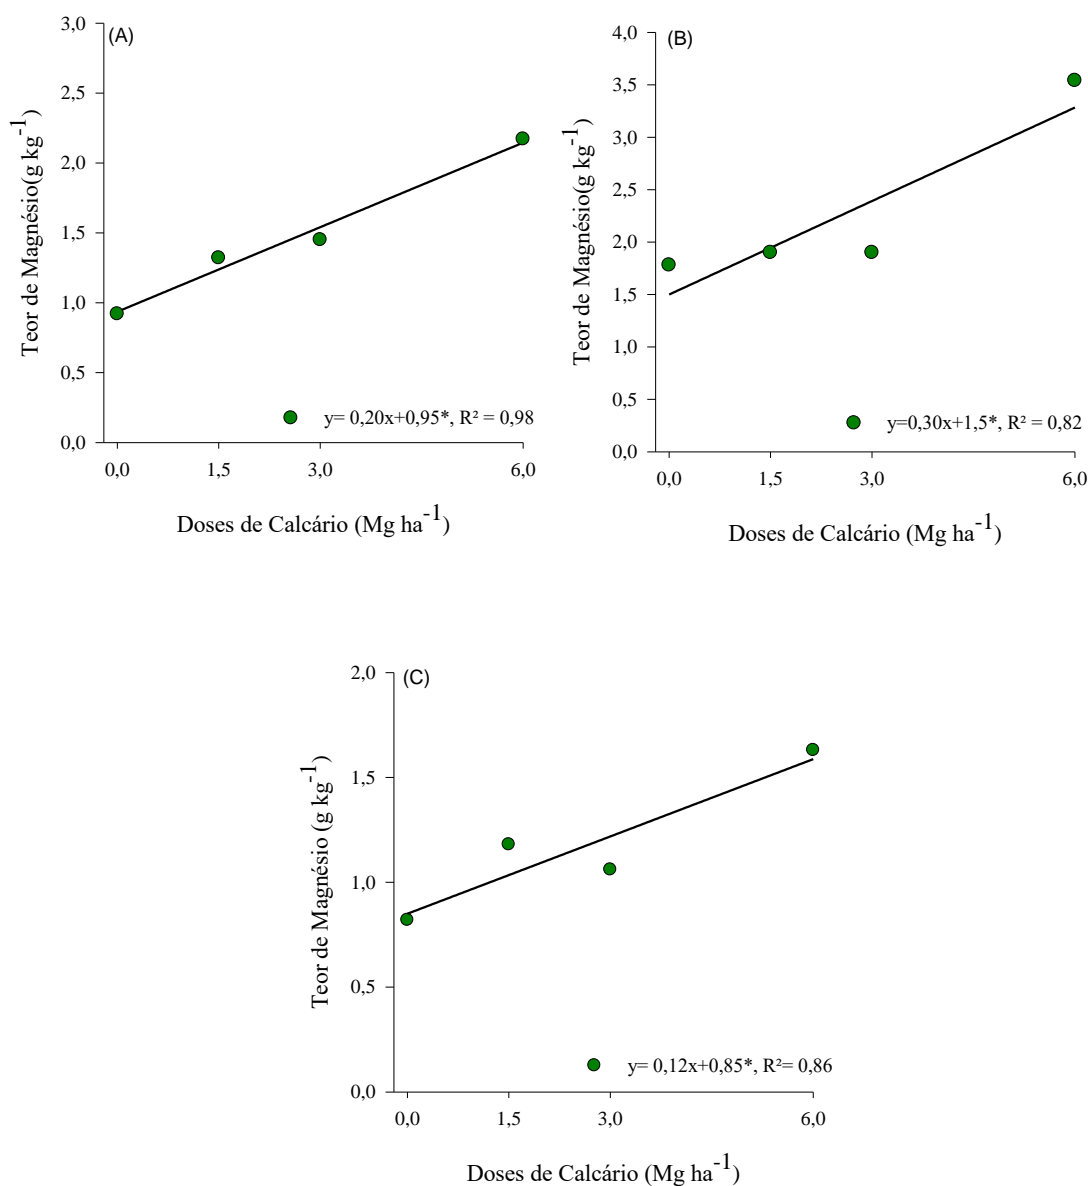 (A)
3,0
2,5
2,0
1,5
1,0
0,5
0,0
Teor de Magnésio(g kg-1)
y= 0,20x+0,95*, R² = 0,98
0,0 1,5 3,0 6,0
Doses de Calcário (Mg ha-1)
(B)
4,0
3,5
3,0
2,5
2,0
1,5
1,0
0,5
0,0
Teor de Magnésio(g kg-1)
y=0,30x+1,5*, R² = 0,82
0,0 1,5 3,0 6,0
Doses de Calcário (Mg ha-1)
(C)
2,0
1,5
1,0
0,5
0,0
Teor de Magnésio (g kg-1)
y= 0,12x+0,85*, R²= 0,86
0,0 1,5 3,0 6,0
Doses de Calcário (Mg ha-1)